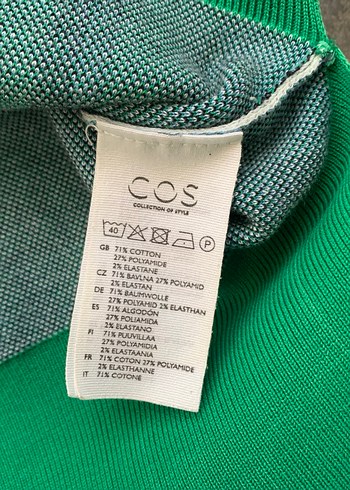 COS
COLLECTION OF STYLE
40 P
GB 71% COTTON
27% POLYAMIDE
2% ELASTANE
CZ 71% BAVLNA 27% POLYAMID
2% ELASTAN
DE 71% BAUMWOLLE
27% POLYAMID 2% ELASTHAN
ES 71% ALGODÓN
27% POLIAMIDA
2% ELASTANO
FI 71% PUUVILLAA
27% POLYAMIDIA
2% ELASTAANIA
FR 71% COTON 27% POLYAMIDE
2% ELASTHANNE
IT 71% COTONE